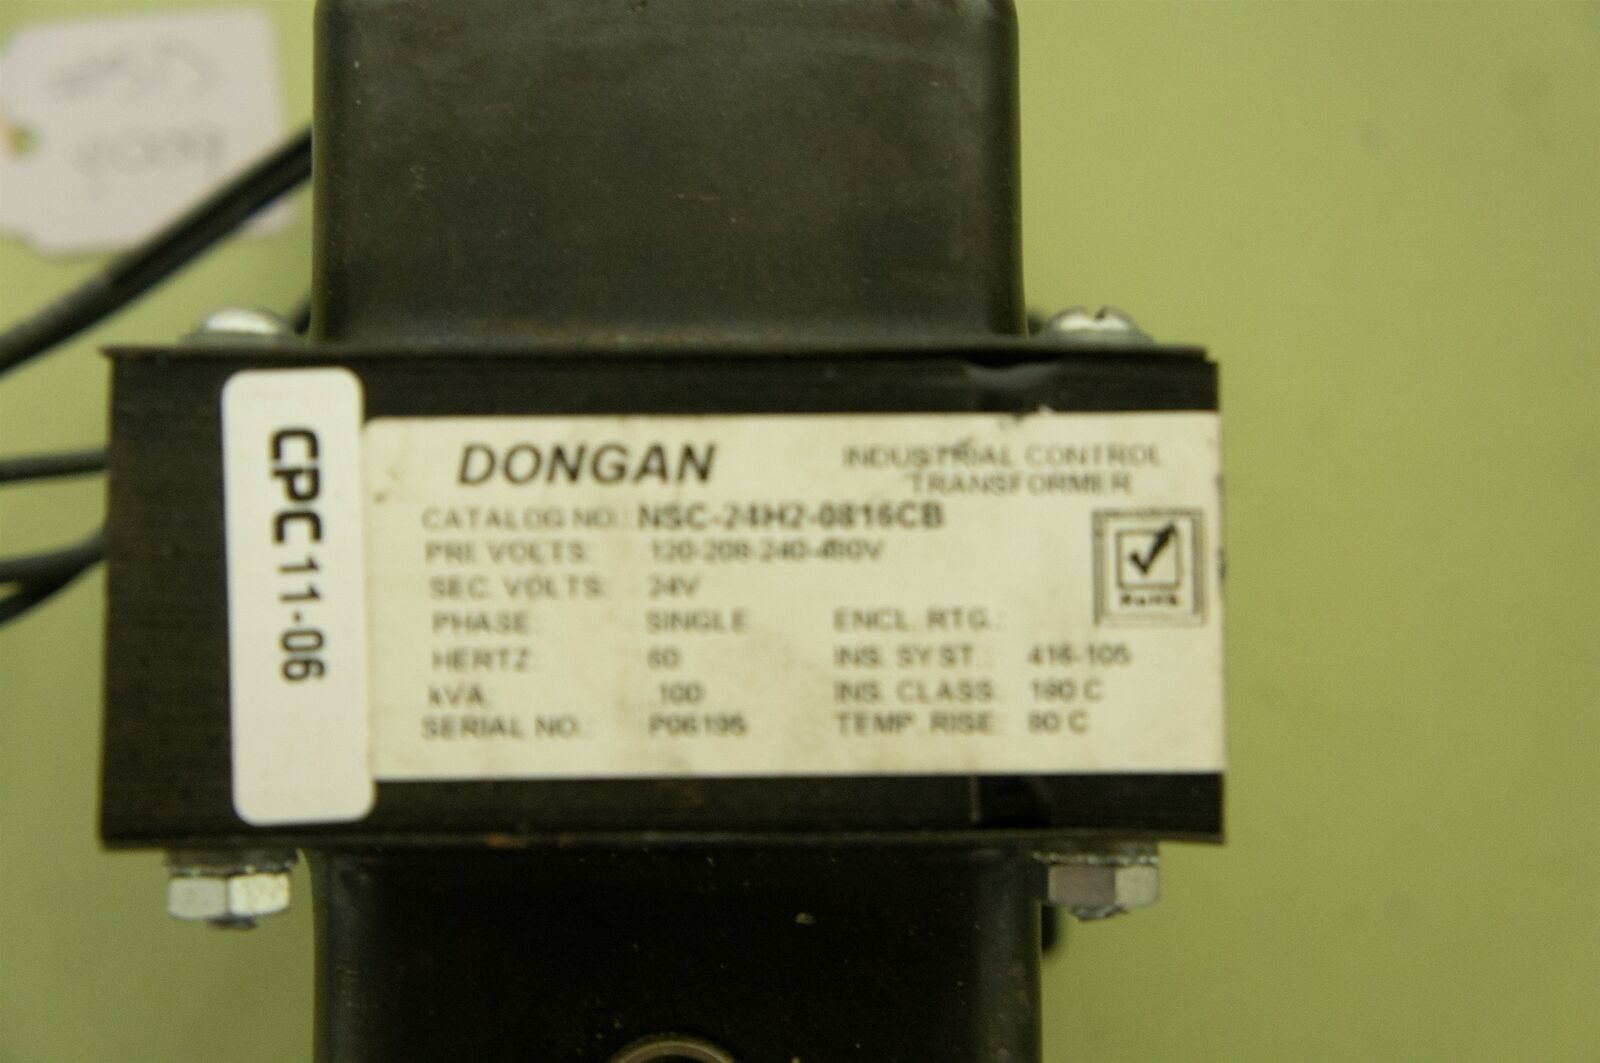 CPC 11-06
DONGAN
INDUSTRIAL CONTROL
TRANSFORMER
CATALOG NO.: NSC-24H2-0816CB
PRI. VOLTS: 120-208-240-480V
SEC. VOLTS: 24V
PHASE: SINGLE ENCL. RTG.:
HERTZ: 60 INS. SYST.: 416-105
kVA: .100 INS. CLASS: 180 C
SERIAL NO.: P06195 TEMP. RISE: 80 C
RoHS